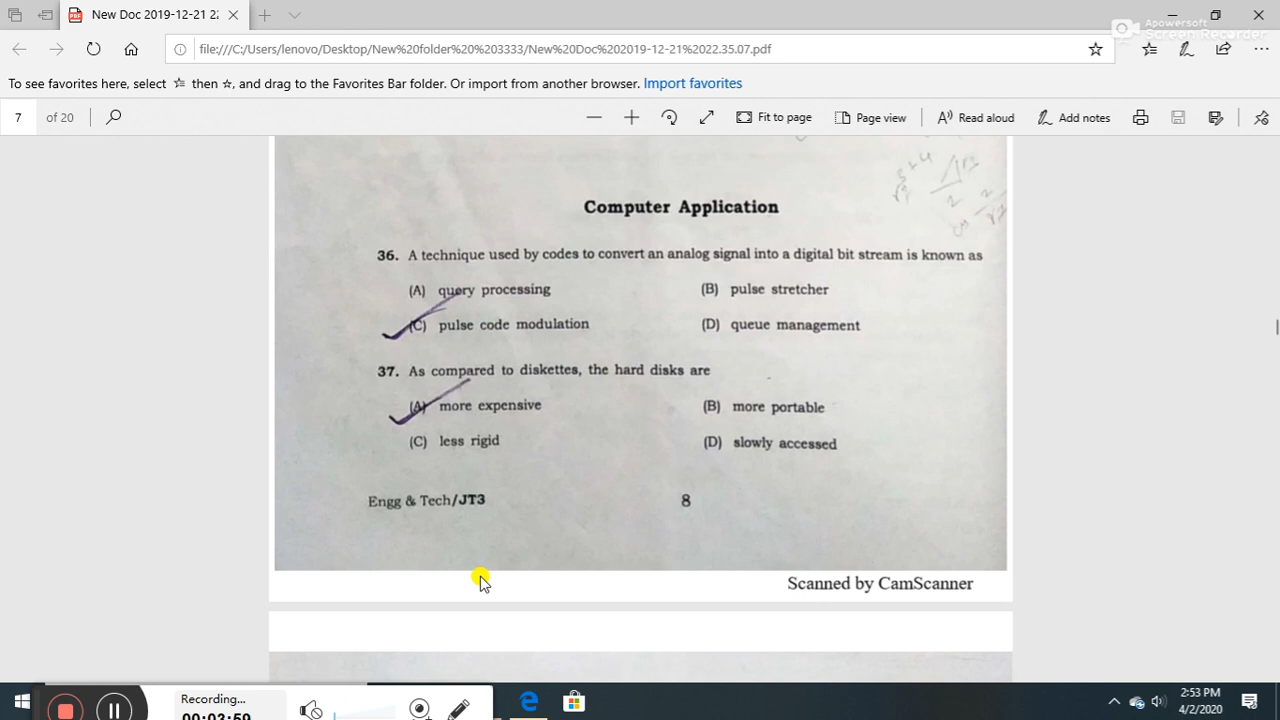 New Doc 2019-12-21 22
Apowersoft
Screen Recorder
file:///C:/Users/lenovo/Desktop/New%20folder%20%203333/New%20Doc%202019-12-21%2022.35.07.pdf
To see favorites here, select then , and drag to the Favorites Bar folder. Or import from another browser. Import favorites
7 of 20 Fit to page Page view Read aloud Add notes
Computer Application
36. A technique used by codes to convert an analog signal into a digital bit stream is known as
(A) query processing (B) pulse stretcher
(C) pulse code modulation (D) queue management
37. As compared to diskettes, the hard disks are
(A) more expensive (B) more portable
(C) less rigid (D) slowly accessed
Engg & Tech/JT3 8
Scanned by CamScanner
Recording...
00:03:59
2:53 PM
4/2/2020